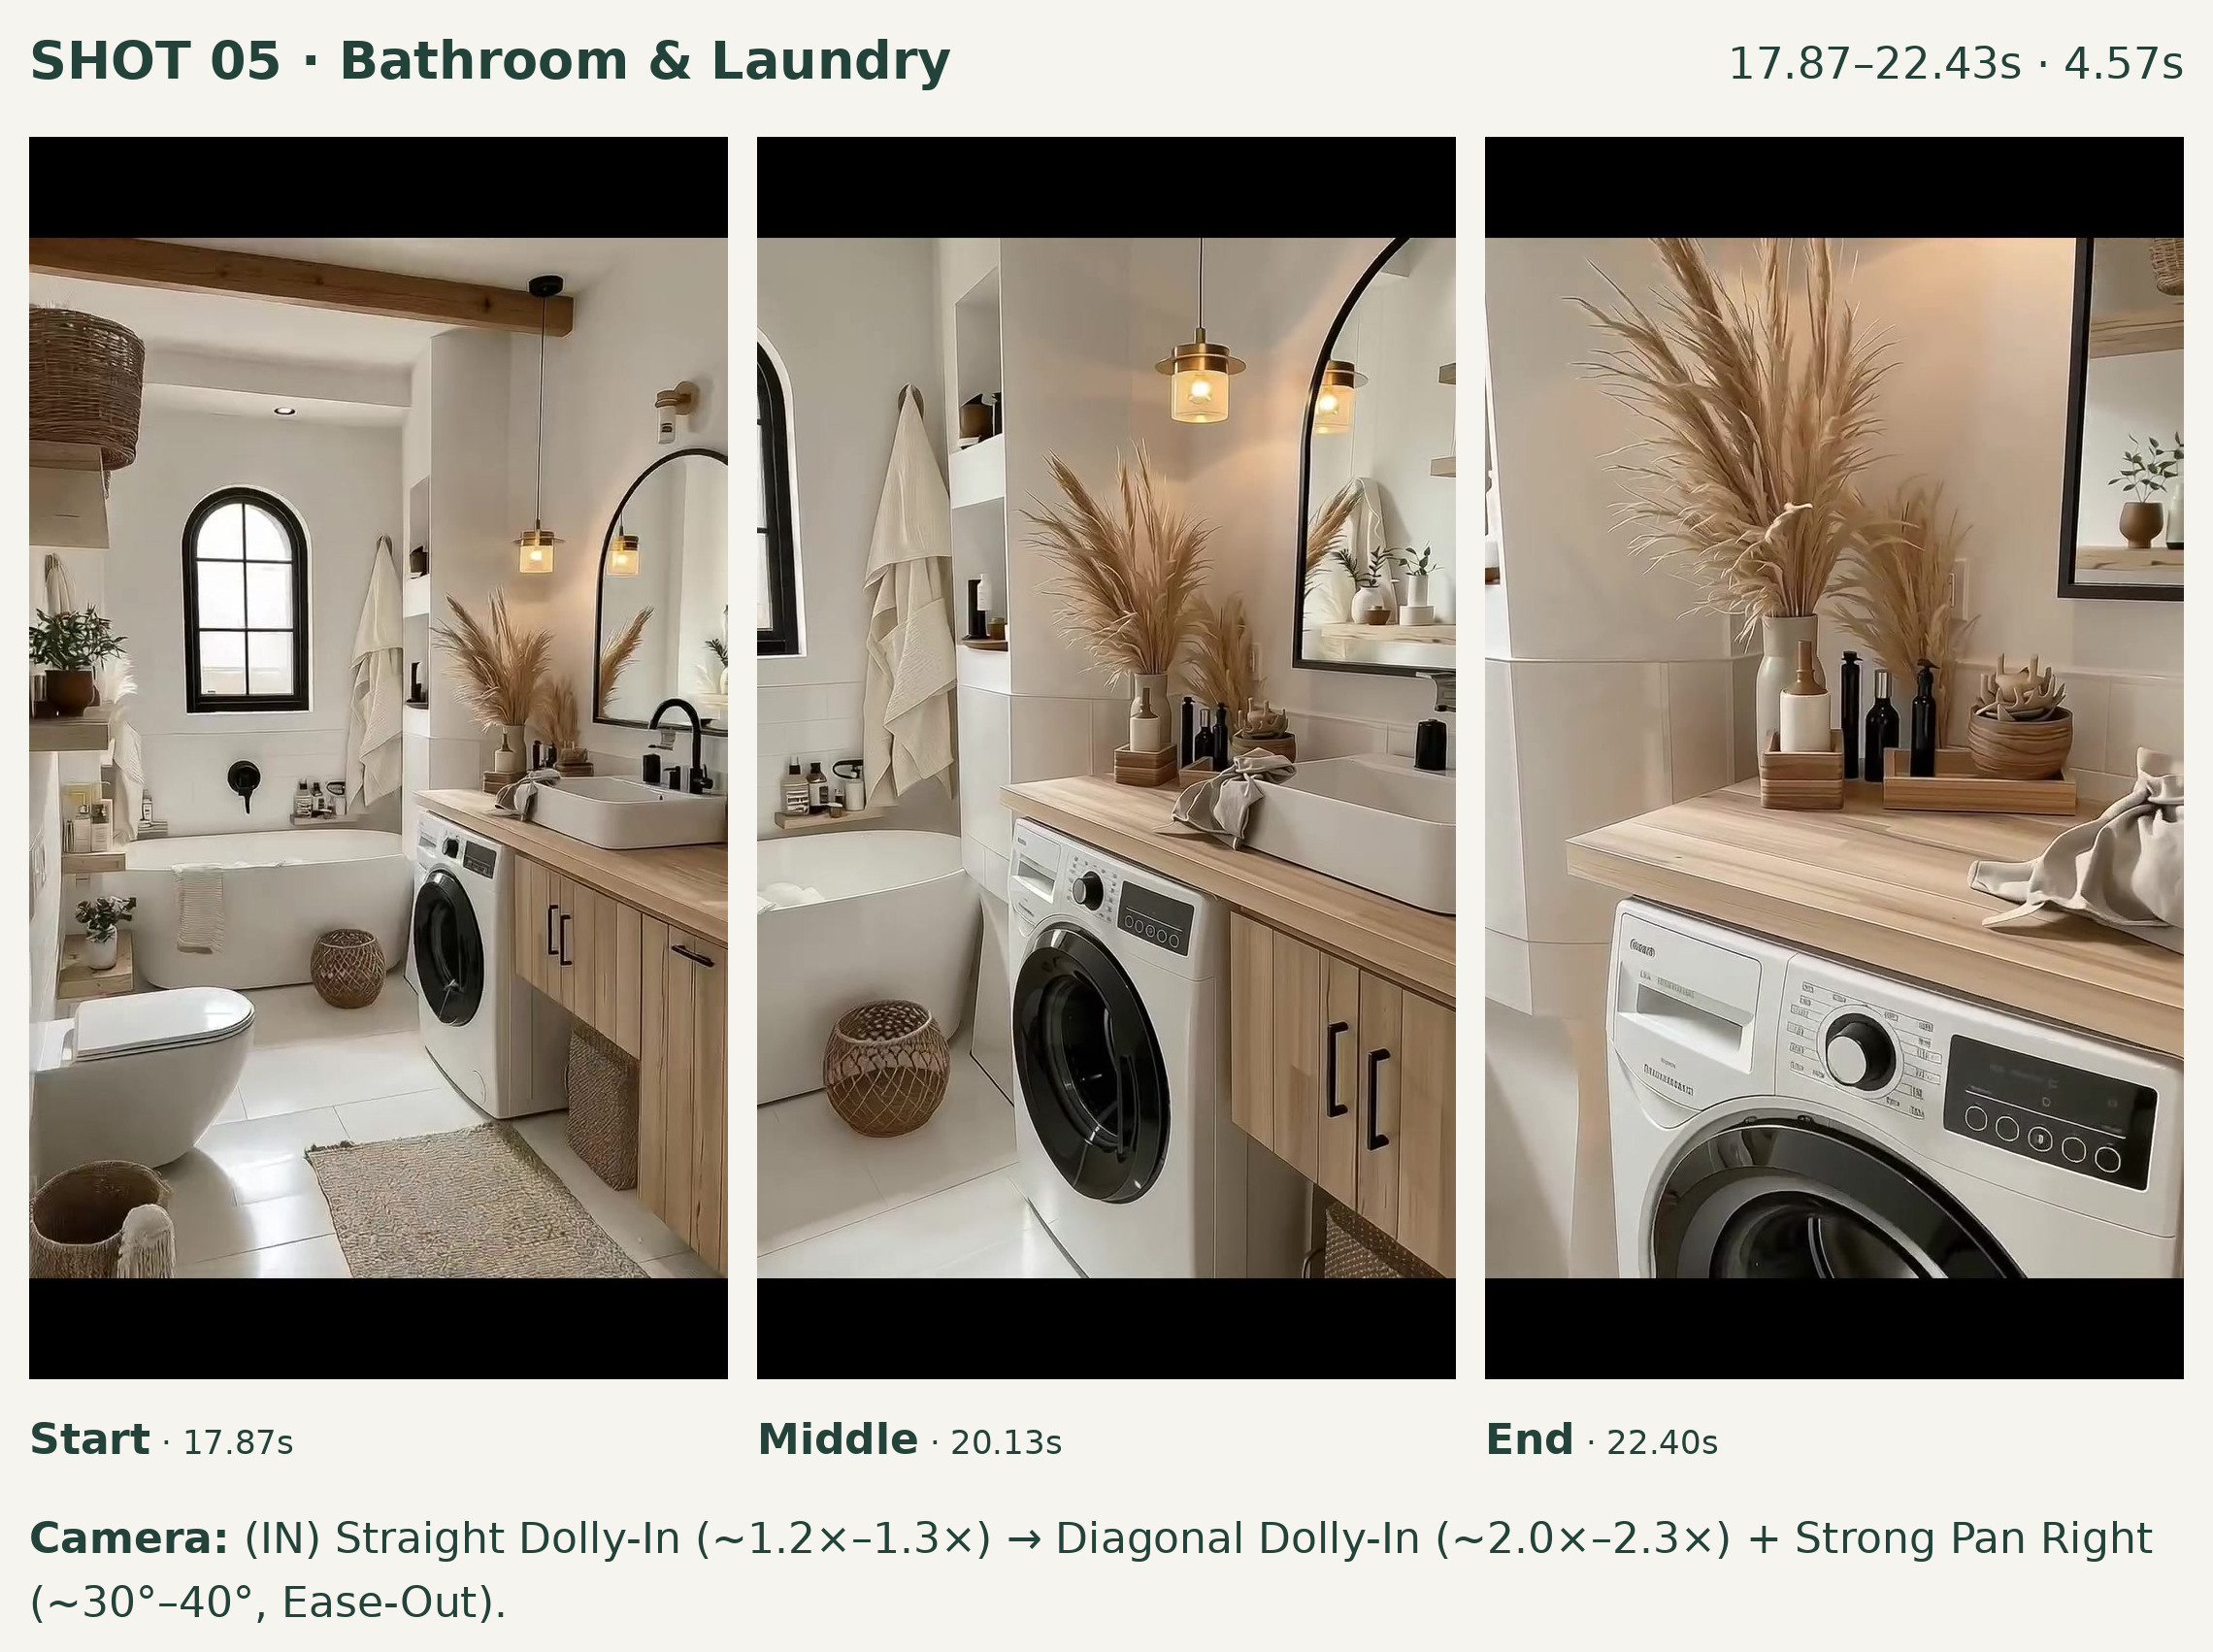 SHOT 05 · Bathroom & Laundry
17.87–22.43s · 4.57s
Start · 17.87s
Middle · 20.13s
End · 22.40s
Camera: (IN) Straight Dolly-In (~1.2×–1.3×) → Diagonal Dolly-In (~2.0×–2.3×) + Strong Pan Right
(~30°–40°, Ease-Out).